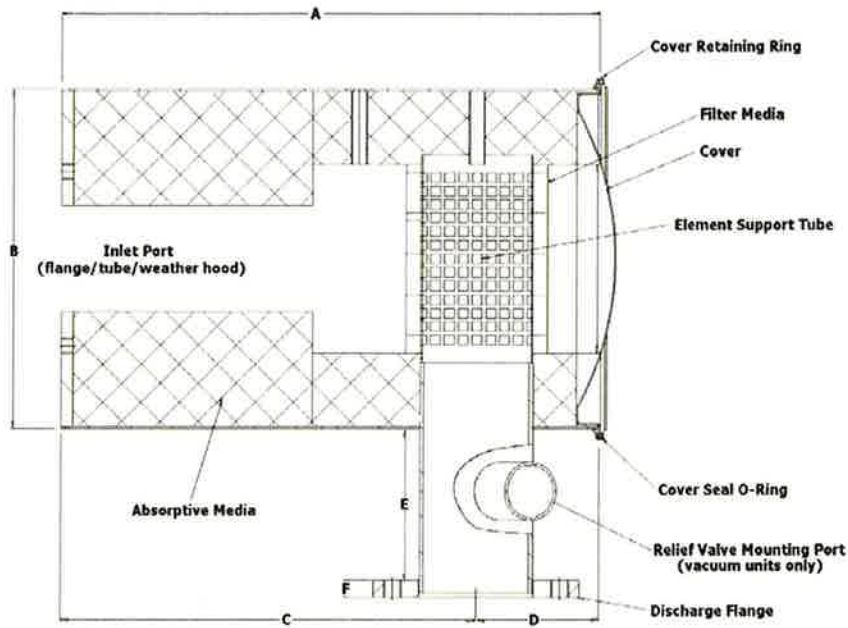 A
Cover Retaining Ring
Filter Media
Cover
Element Support Tube
B
Inlet Port
(flange/tube/weather hood)
Absorptive Media
E
Cover Seal O-Ring
Relief Valve Mounting Port
(vacuum units only)
F
Discharge Flange
C
D